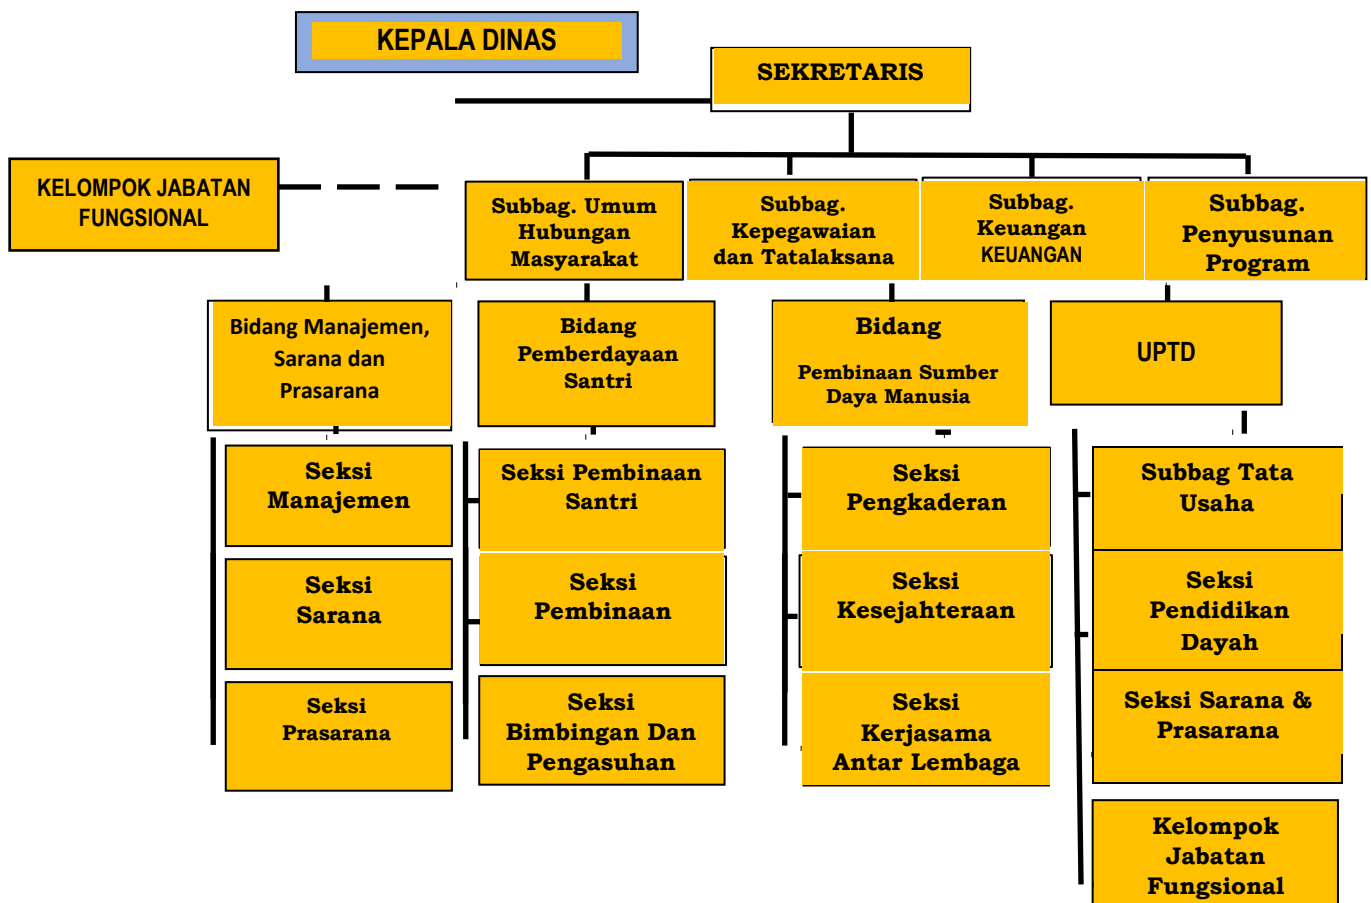 KEPALA DINAS
SEKRETARIS
KELOMPOK JABATAN
FUNGSIONAL
Subbag. Umum
Hubungan
Masyarakat
Subbag.
Kepegawaian
dan Tatalaksana
Subbag.
Keuangan
KEUANGAN
Subbag.
Penyusunan
Program
Bidang Manajemen,
Sarana dan
Prasarana
Bidang
Pemberdayaan
Santri
Bidang
Pembinaan Sumber
Daya Manusia
UPTD
Seksi
Manajemen
Seksi
Sarana
Seksi
Prasarana
Seksi Pembinaan
Santri
Seksi
Pembinaan
Seksi
Bimbingan Dan
Pengasuhan
Seksi
Pengkaderan
Seksi
Kesejahteraan
Seksi
Kerjasama
Antar Lembaga
Subbag Tata
Usaha
Seksi
Pendidikan
Dayah
Seksi Sarana &
Prasarana
Kelompok
Jabatan
Fungsional